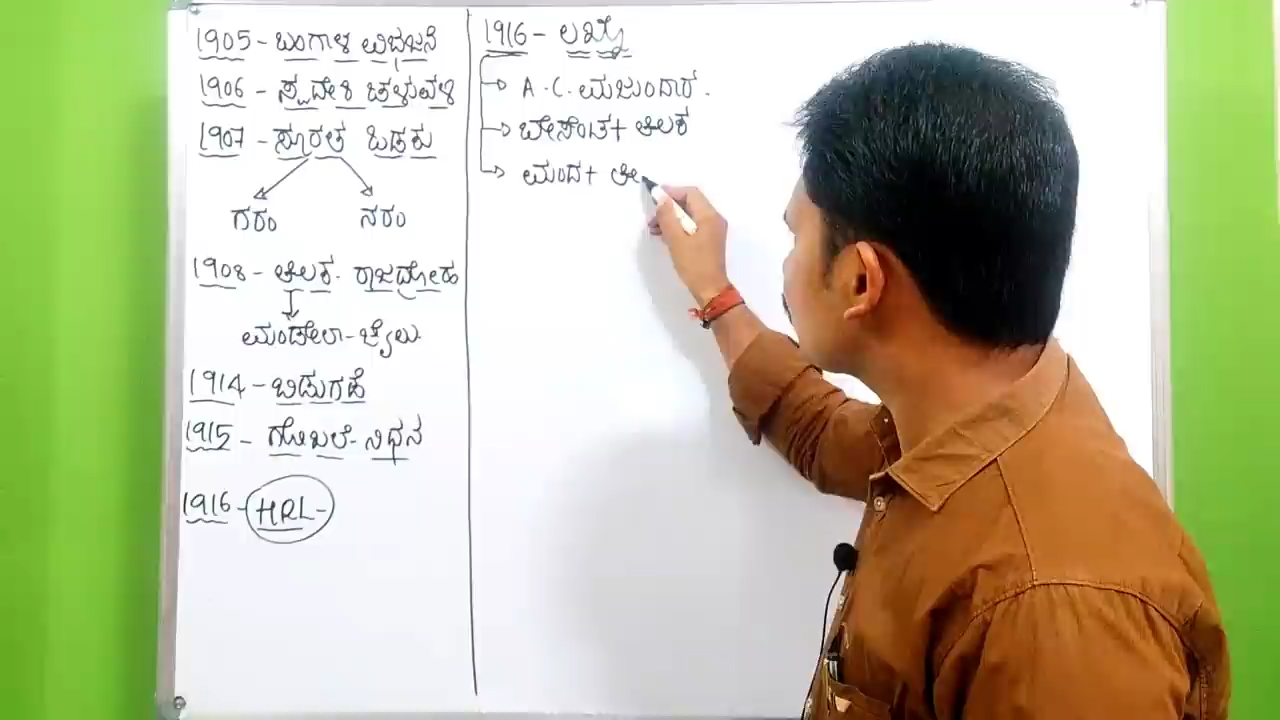 1905 - ಬಂಗಾಳ ವಿಭಜನೆ
1906 - ಸ್ವದೇಶಿ ಚಳುವಳಿ
1907 - ಸೂರತ ಒಡಕು
ಗರಂ ನರಂ
1908 - ತಿಲಕ - ರಾಜದ್ರೋಹ
ಮಂಡೇಲಾ - ಜೈಲು
1914 - ಬಿಡುಗಡೆ
1915 - ಗೋಖಲೆ - ನಿಧನ
1916 - HRL -
1916 - ಲಖ್ನೋ
A.C. ಮಜುಂದಾರ.
ಬೇಸೆಂಟ + ತಿಲಕ
ಮಂದ + ತೀ